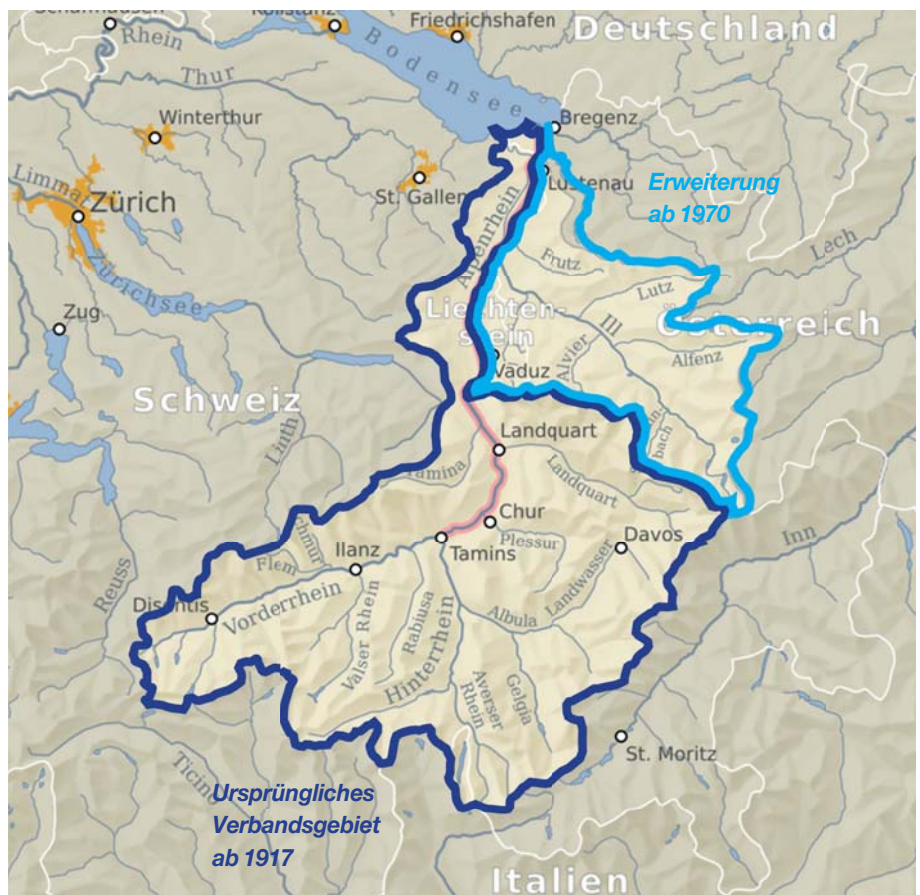 Friedrichshafen
Deutschland
Rhein
Bodensee
Thur
Winterthur
Bregenz
Limmat
Zürich
St. Gallen
Lustenau
Erweiterung
ab 1970
Alpenrhein
Zürichsee
Frutz
Lech
Lutz
Zug
Liechten-
stein
Ill
Österreich
Alfenz
Vaduz
Alvier
Schweiz
bach
Landquart
Linth
Tamina
Landquart
Chur
Plessur
Davos
Inn
Tamins
Ilanz
Flem
Reuss
Disentis
Vorderrhein
Landwasser
Albula
Valser Rhein
Rabiusa
Hinterrhein
Averser
Rhein
Gelgia
St. Moritz
Ticino
Ursprüngliches
Verbandsgebiet
ab 1917
Italien